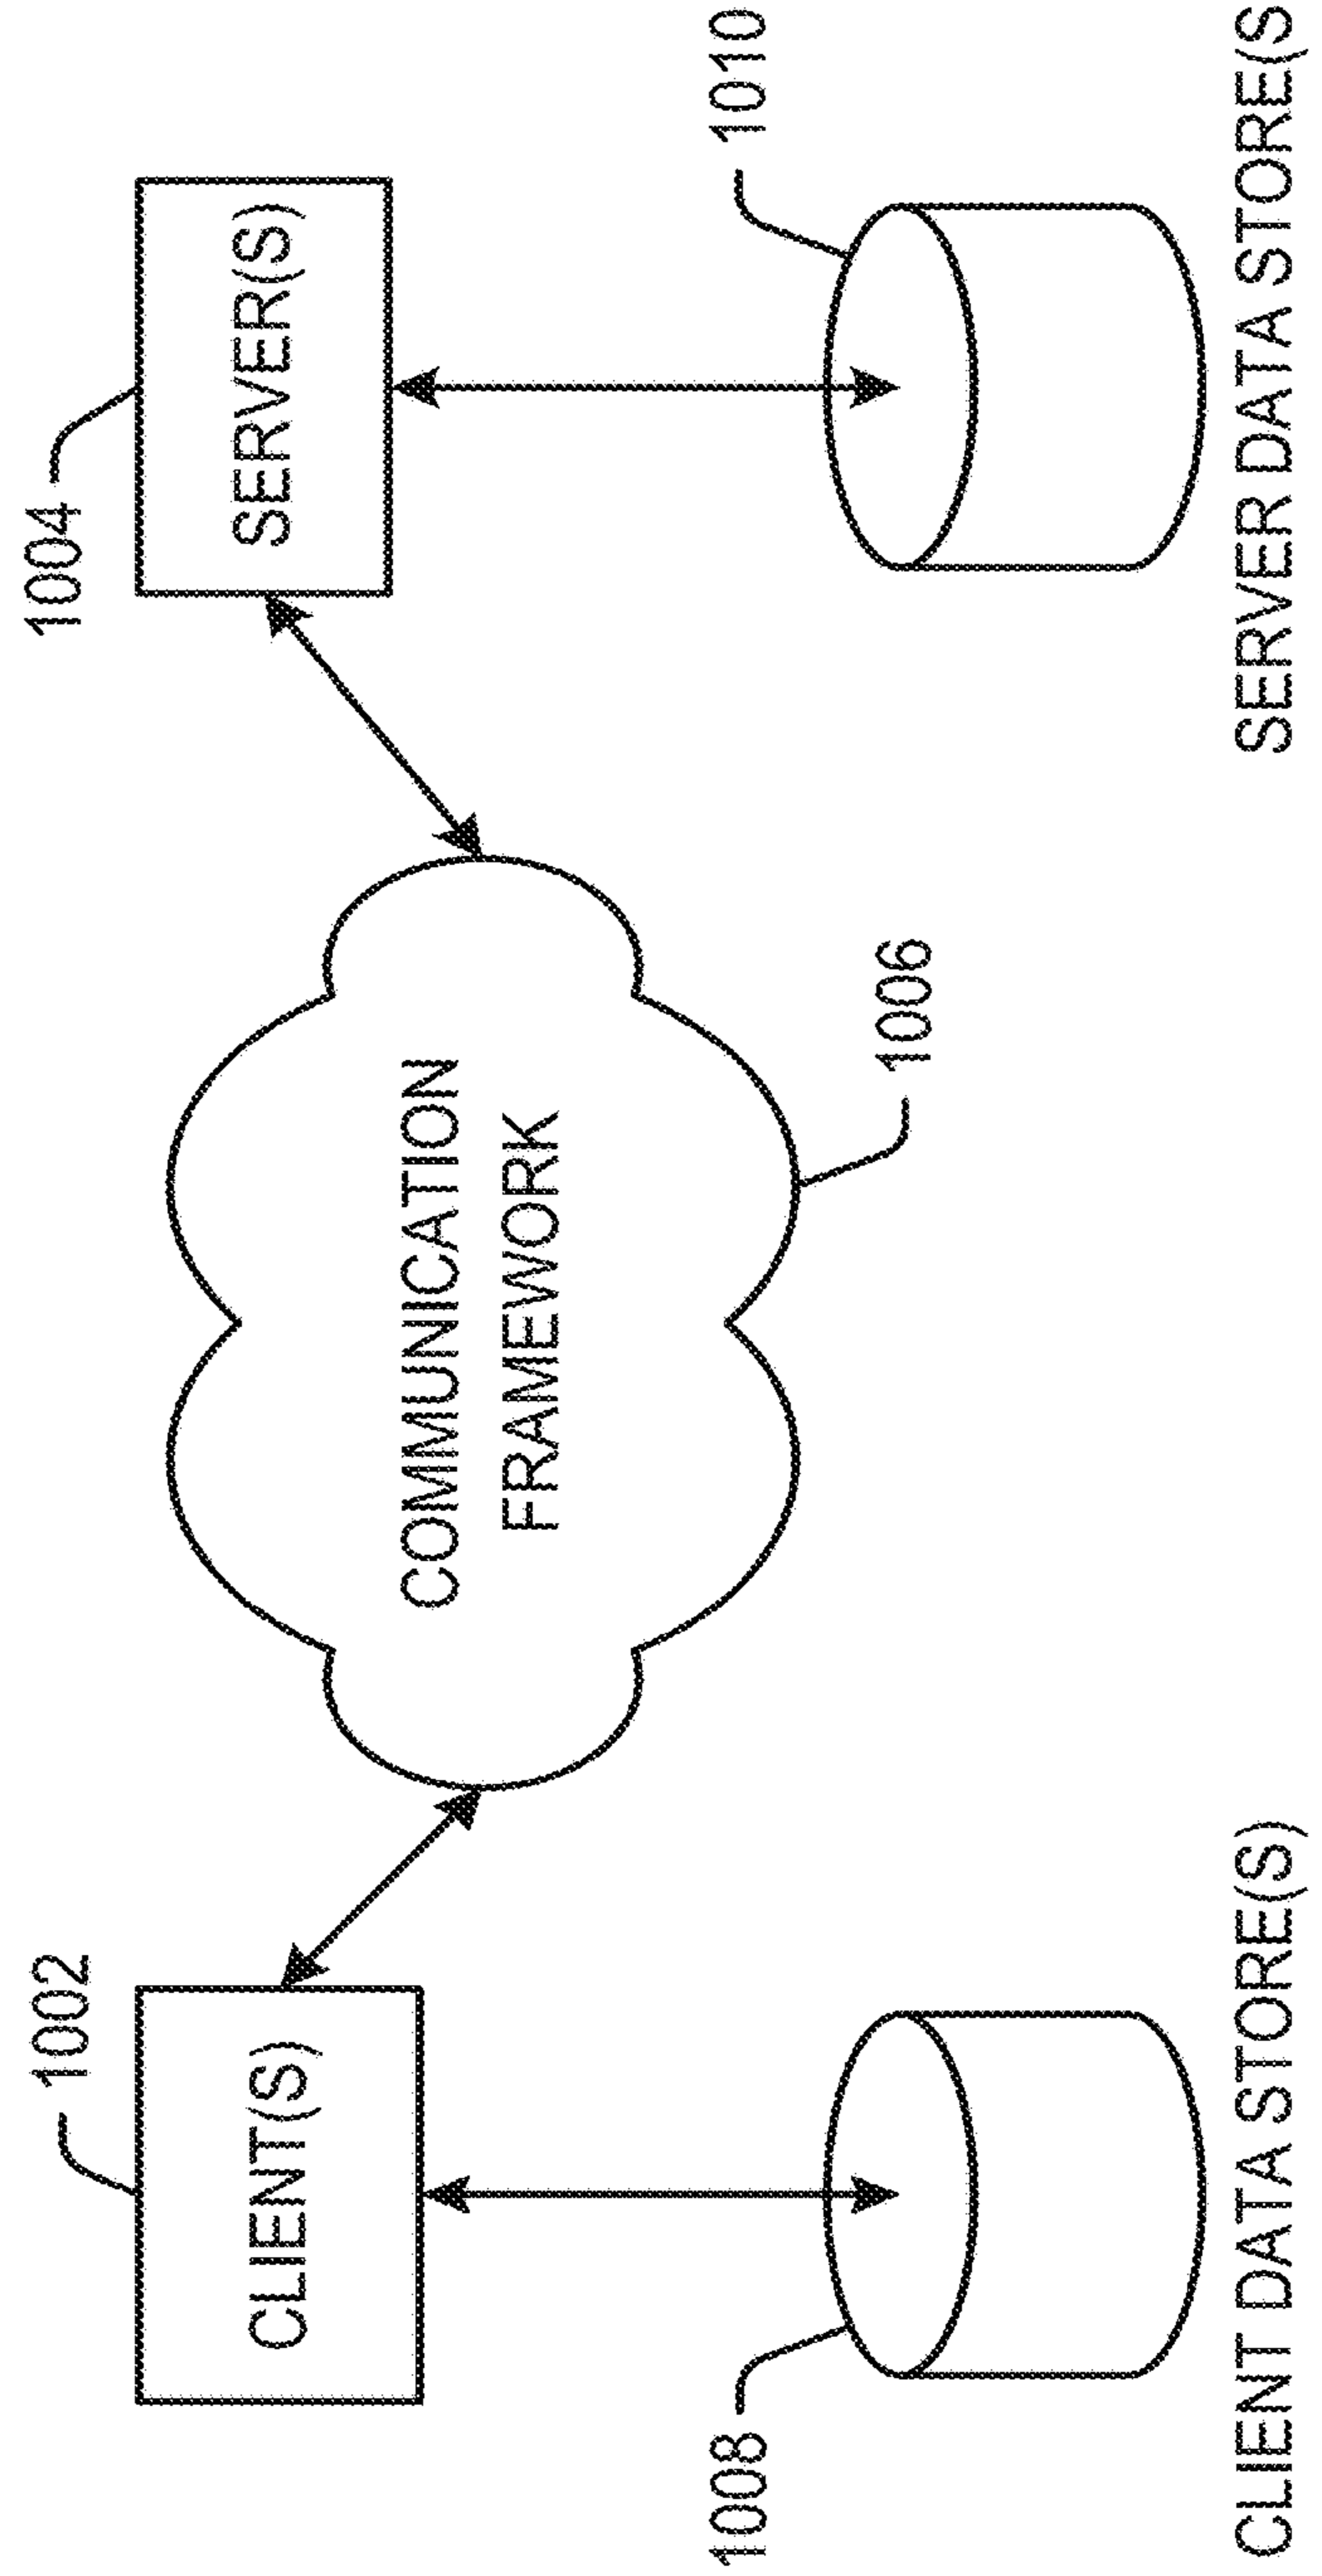 1002
CLIENT(S)
1004
SERVER(S)
COMMUNICATION
FRAMEWORK
1006
1008
1010
CLIENT DATA STORE(S)
SERVER DATA STORE(S